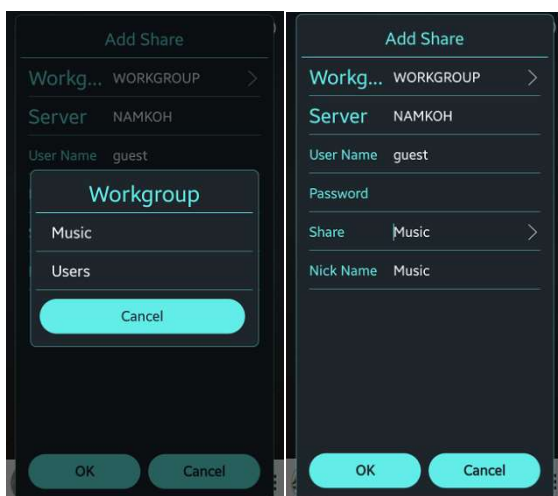 Add Share
Workg... WORKGROUP
Server NAMKOH
User Name guest
Workgroup
Music
Users
Cancel
OK Cancel
Add Share
Workg... WORKGROUP
Server NAMKOH
User Name guest
Password
Share Music
Nick Name Music
OK Cancel